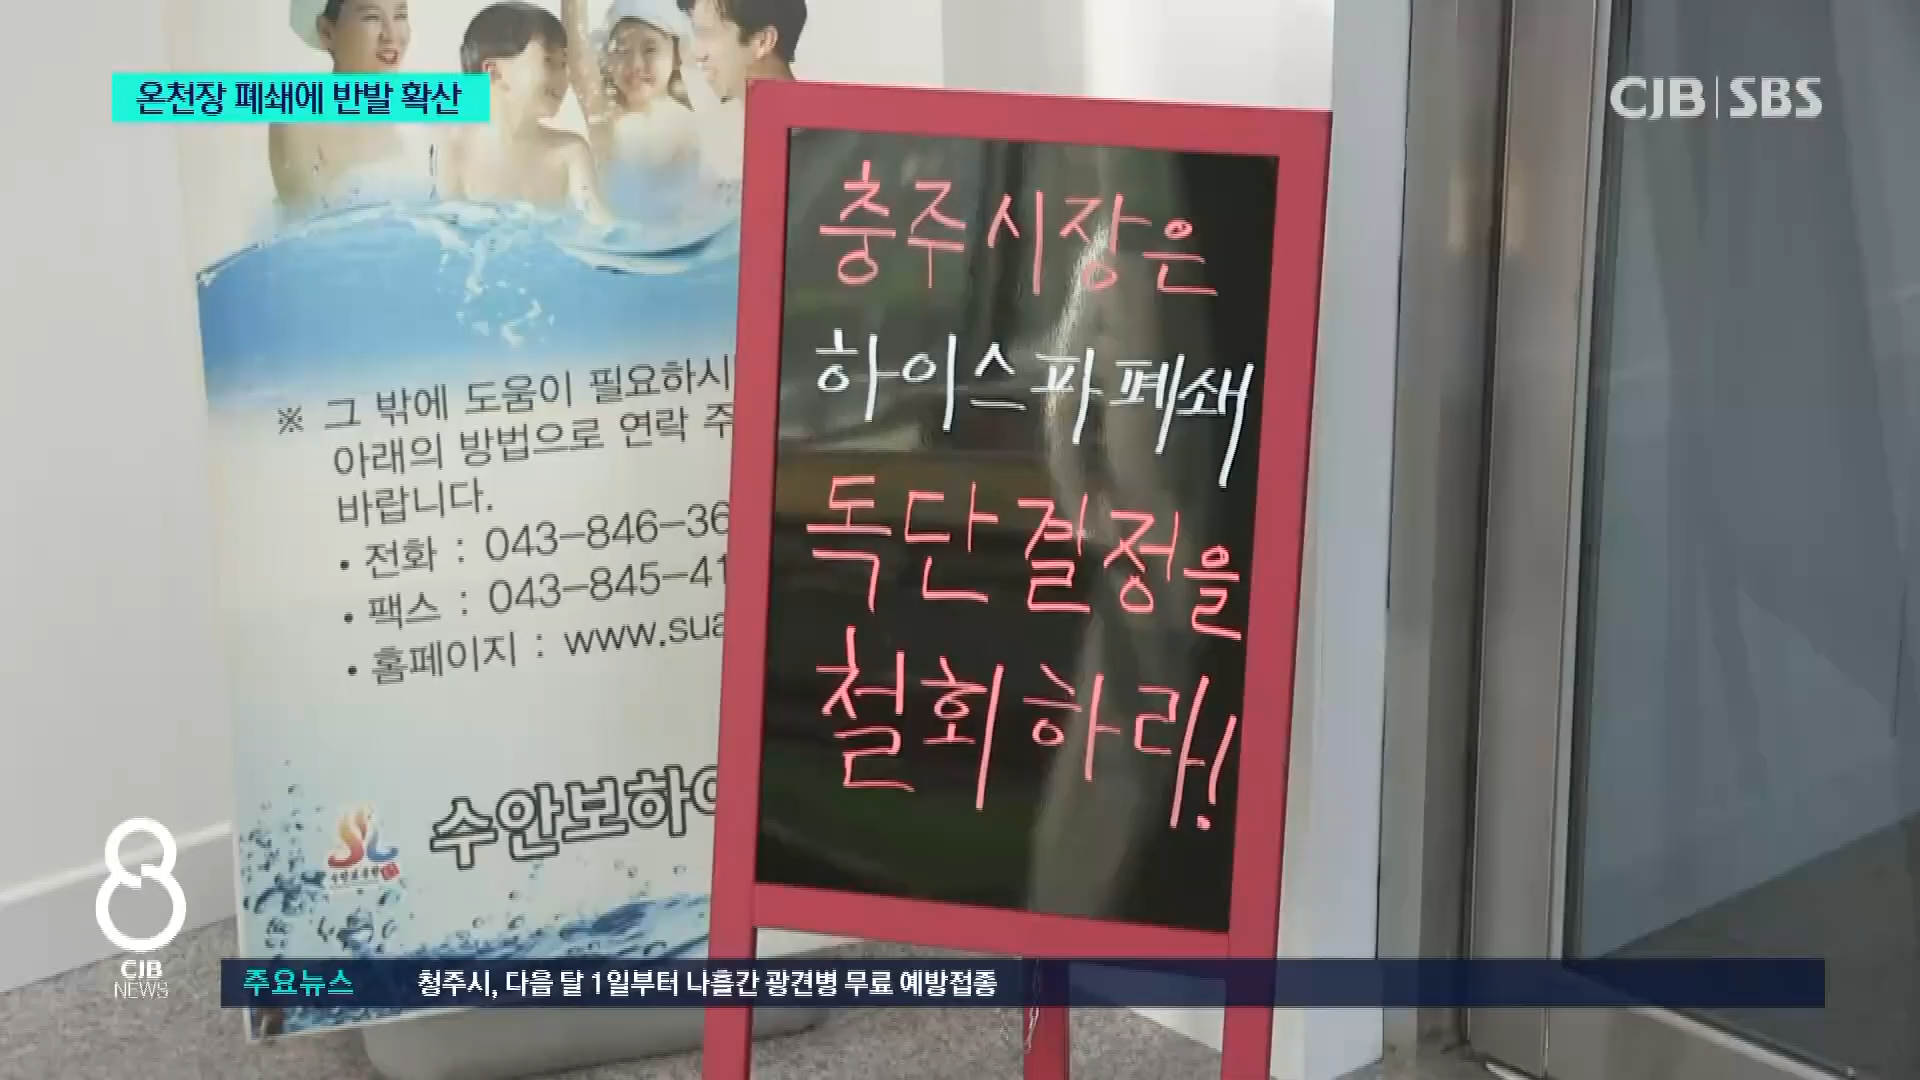 온천장 폐쇄에 반발 확산
CJB SBS
충주시장은
하이스파 폐쇄
독단결정을
철회하라!
※ 그 밖에 도움이 필요하시
아래의 방법으로 연락 주
바랍니다.
• 전화 : 043-846-36
• 팩스 : 043-845-41
• 홈페이지 : www.sua
수안보하이
8
CJB
NEWS
주요뉴스 청주시, 다음 달 1일부터 나흘간 광견병 무료 예방접종